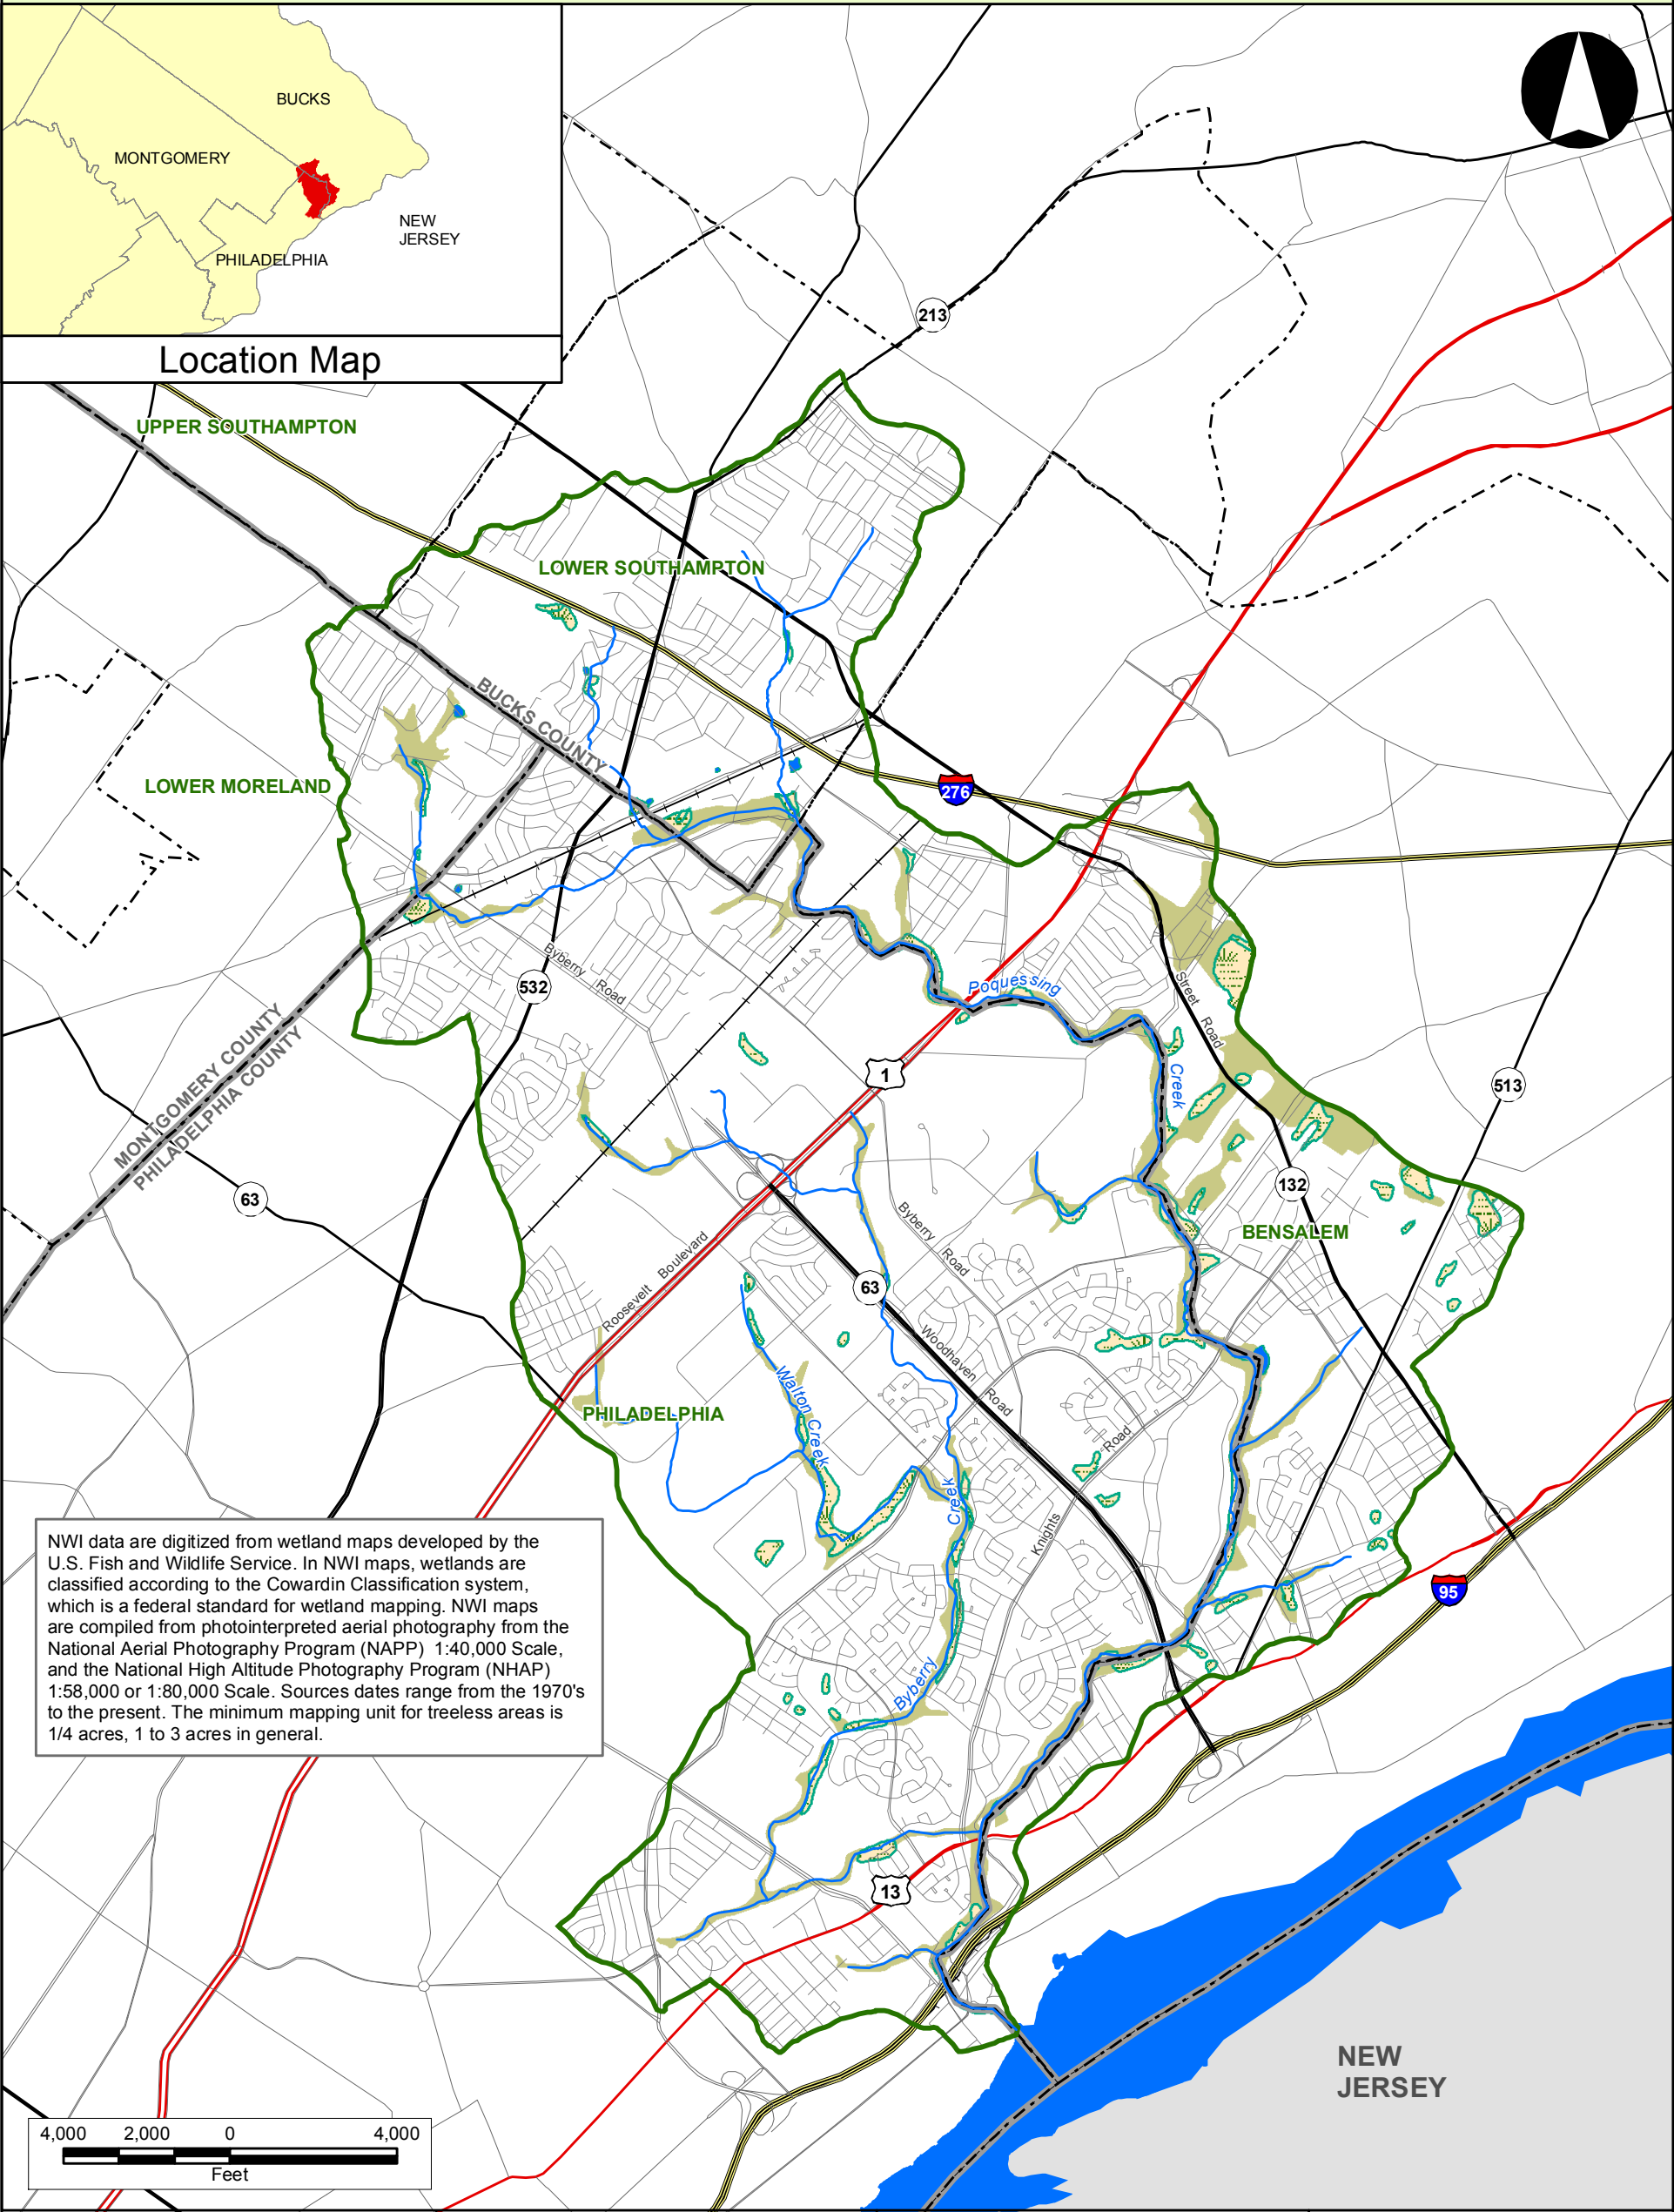 BUCKS
MONTGOMERY
NEW
JERSEY
PHILADELPHIA
Location Map
213
UPPER SOUTHAMPTON
LOWER SOUTHAMPTON
BUCKS COUNTY
LOWER MORELAND
276
Byberry Road
532
Poquessing
Creek
Street Road
MONTGOMERY COUNTY
PHILADELPHIA COUNTY
1
513
63
132
BENSALEM
Byberry Road
Roosevelt Boulevard
63
Woodhaven Road
Walton Creek
PHILADELPHIA
Knights Road
Byberry Creek
NWI data are digitized from wetland maps developed by the
U.S. Fish and Wildlife Service. In NWI maps, wetlands are
classified according to the Cowardin Classification system,
which is a federal standard for wetland mapping. NWI maps
are compiled from photointerpreted aerial photography from the
National Aerial Photography Program (NAPP) 1:40,000 Scale,
and the National High Altitude Photography Program (NHAP)
1:58,000 or 1:80,000 Scale. Sources dates range from the 1970's
to the present. The minimum mapping unit for treeless areas is
1/4 acres, 1 to 3 acres in general.
95
13
NEW
JERSEY
4,000 2,000 0 4,000
Feet